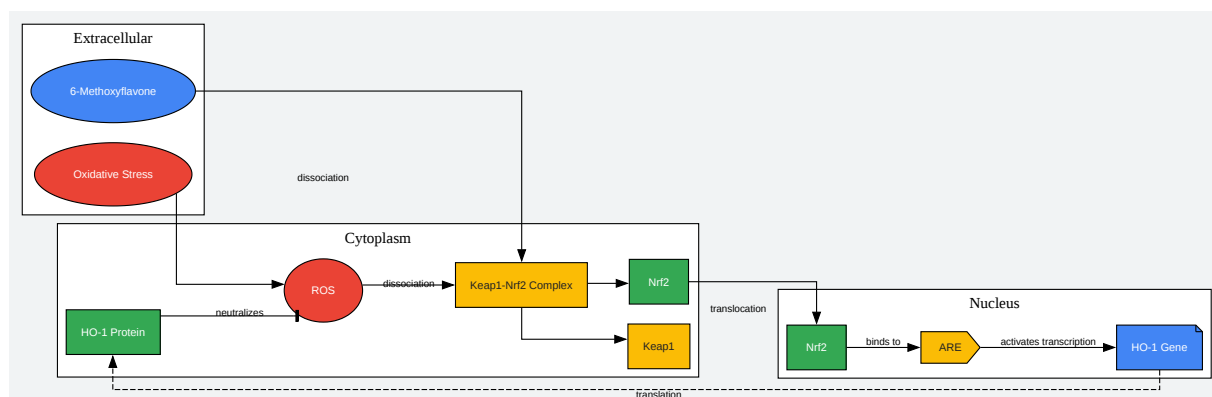 Extracellular
6-Methoxyflavone
Oxidative Stress
dissociation
Cytoplasm
ROS
dissociation
Keap1-Nrf2 Complex
Nrf2
neutralizes
HO-1 Protein
Keap1
translocation
Nucleus
Nrf2
binds to
ARE
activates transcription
HO-1 Gene
translation